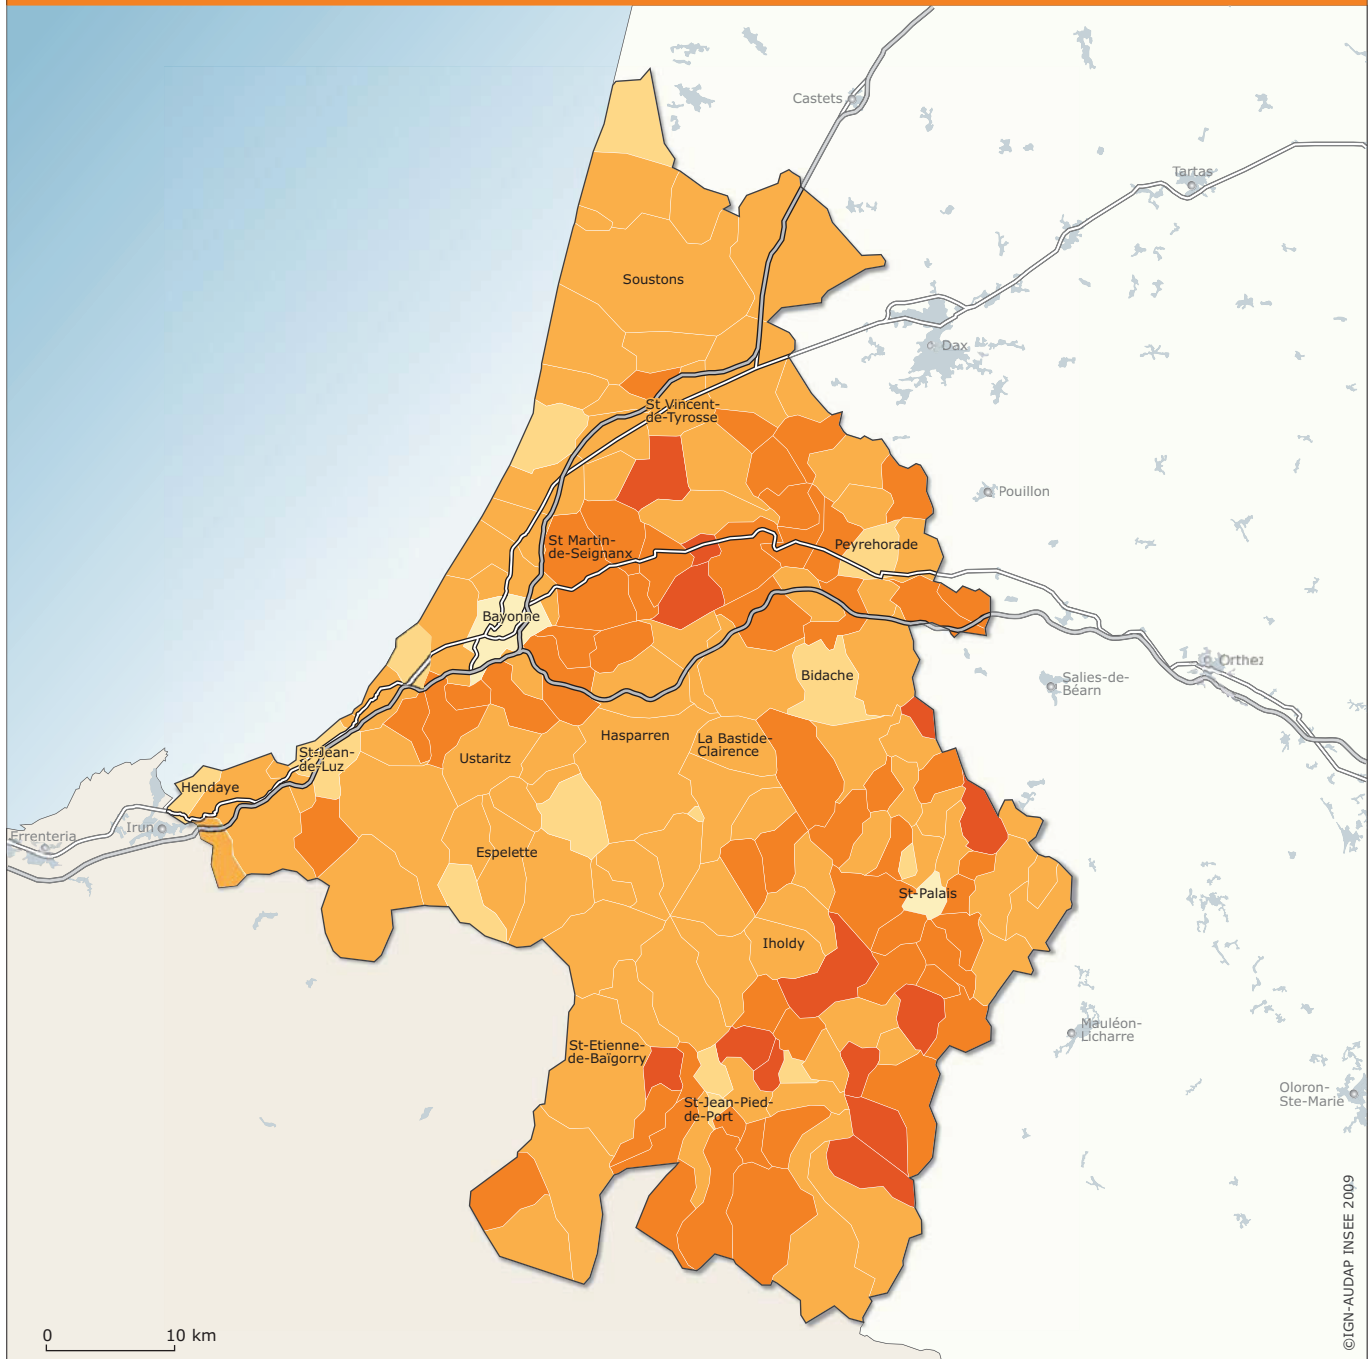 Castets
Tartas
Soustons
Dax
St Vincent-
de-Tyrosse
Pouillon
St Martin-
de-Seignanx
Peyrehorade
Bayonne
Orthez
Bidache
Salies-de-
Béarn
Hasparren
La Bastide-
Clairence
St-Jean-
de-Luz
Ustaritz
Hendaye
Irun
Errenteria
Espelette
St-Palais
Iholdy
Mauléon-
Licharre
St-Etienne-
de-Baïgorry
Oloron-
Ste-Marie
St-Jean-Pied-
de-Port
0 10 km
©IGN-AUDAP INSEE 2009